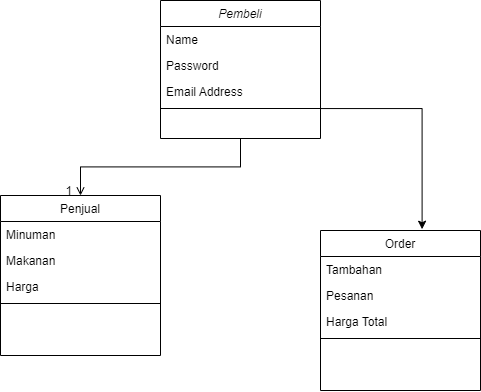 Pembeli
Name
Password
Email Address
1
Penjual
Minuman
Makanan
Harga
Order
Tambahan
Pesanan
Harga Total